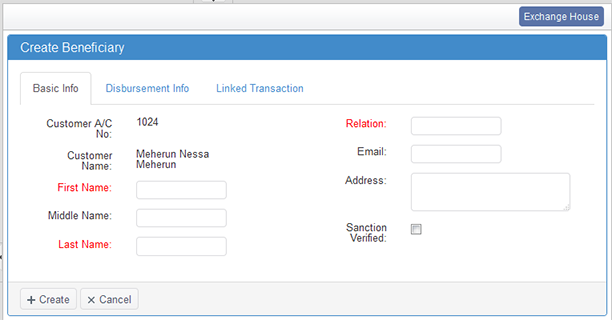 Exchange House
Create Beneficiary
Basic Info
Disbursement Info
Linked Transaction
Customer A/C
No:
1024
Customer
Name:
Meherun Nessa
Meherun
First Name:
Middle Name:
Last Name:
Relation:
Email:
Address:
Sanction
Verified:
+ Create
× Cancel